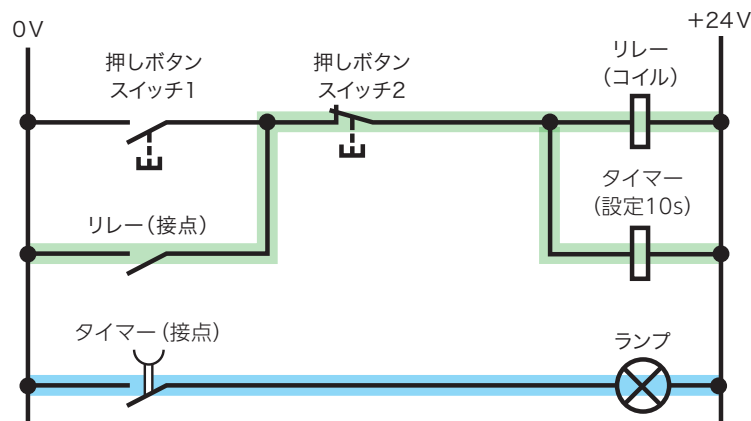 0V
+24V
押しボタン
スイッチ1
押しボタン
スイッチ2
リレー
(コイル)
リレー(接点)
タイマー
(設定10s)
タイマー(接点)
ランプ